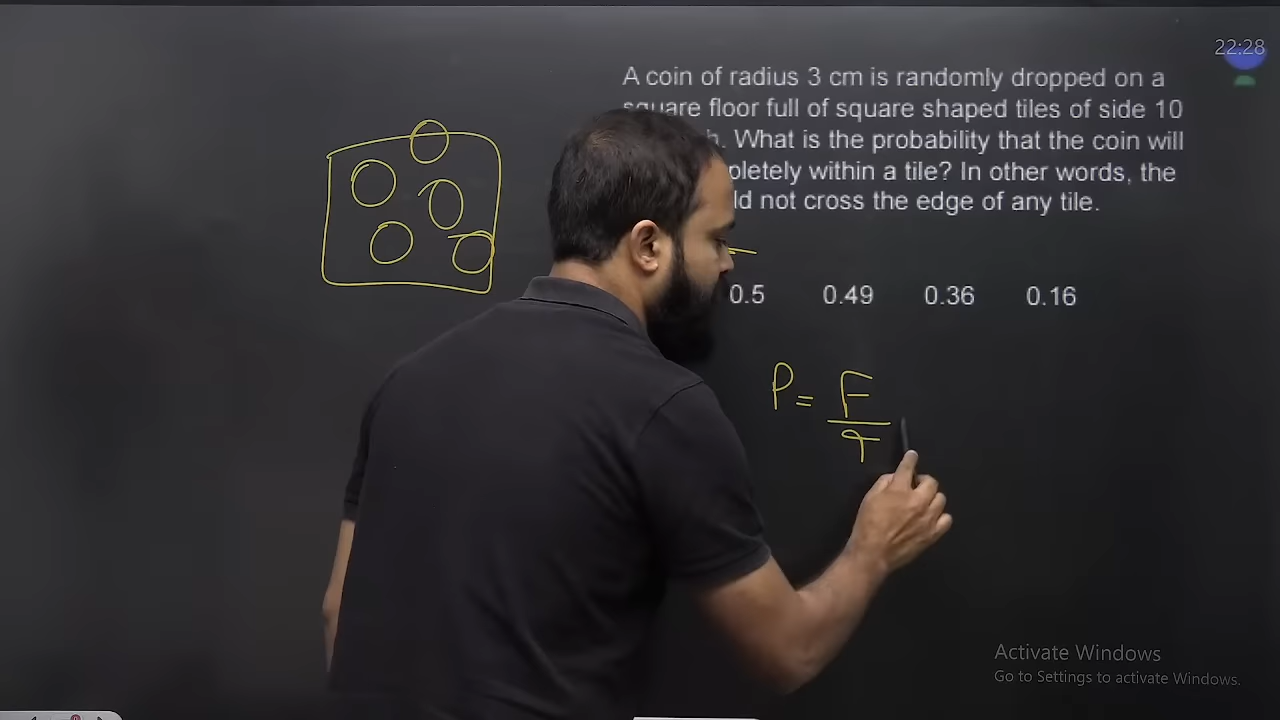 22:28
A coin of radius 3 cm is randomly dropped on a
square floor full of square shaped tiles of side 10
. What is the probability that the coin will
within a tile? In other words, the
not cross the edge of any tile.
0.5 0.49 0.36 0.16
P = F
T
Activate Windows
Go to Settings to activate Windows.